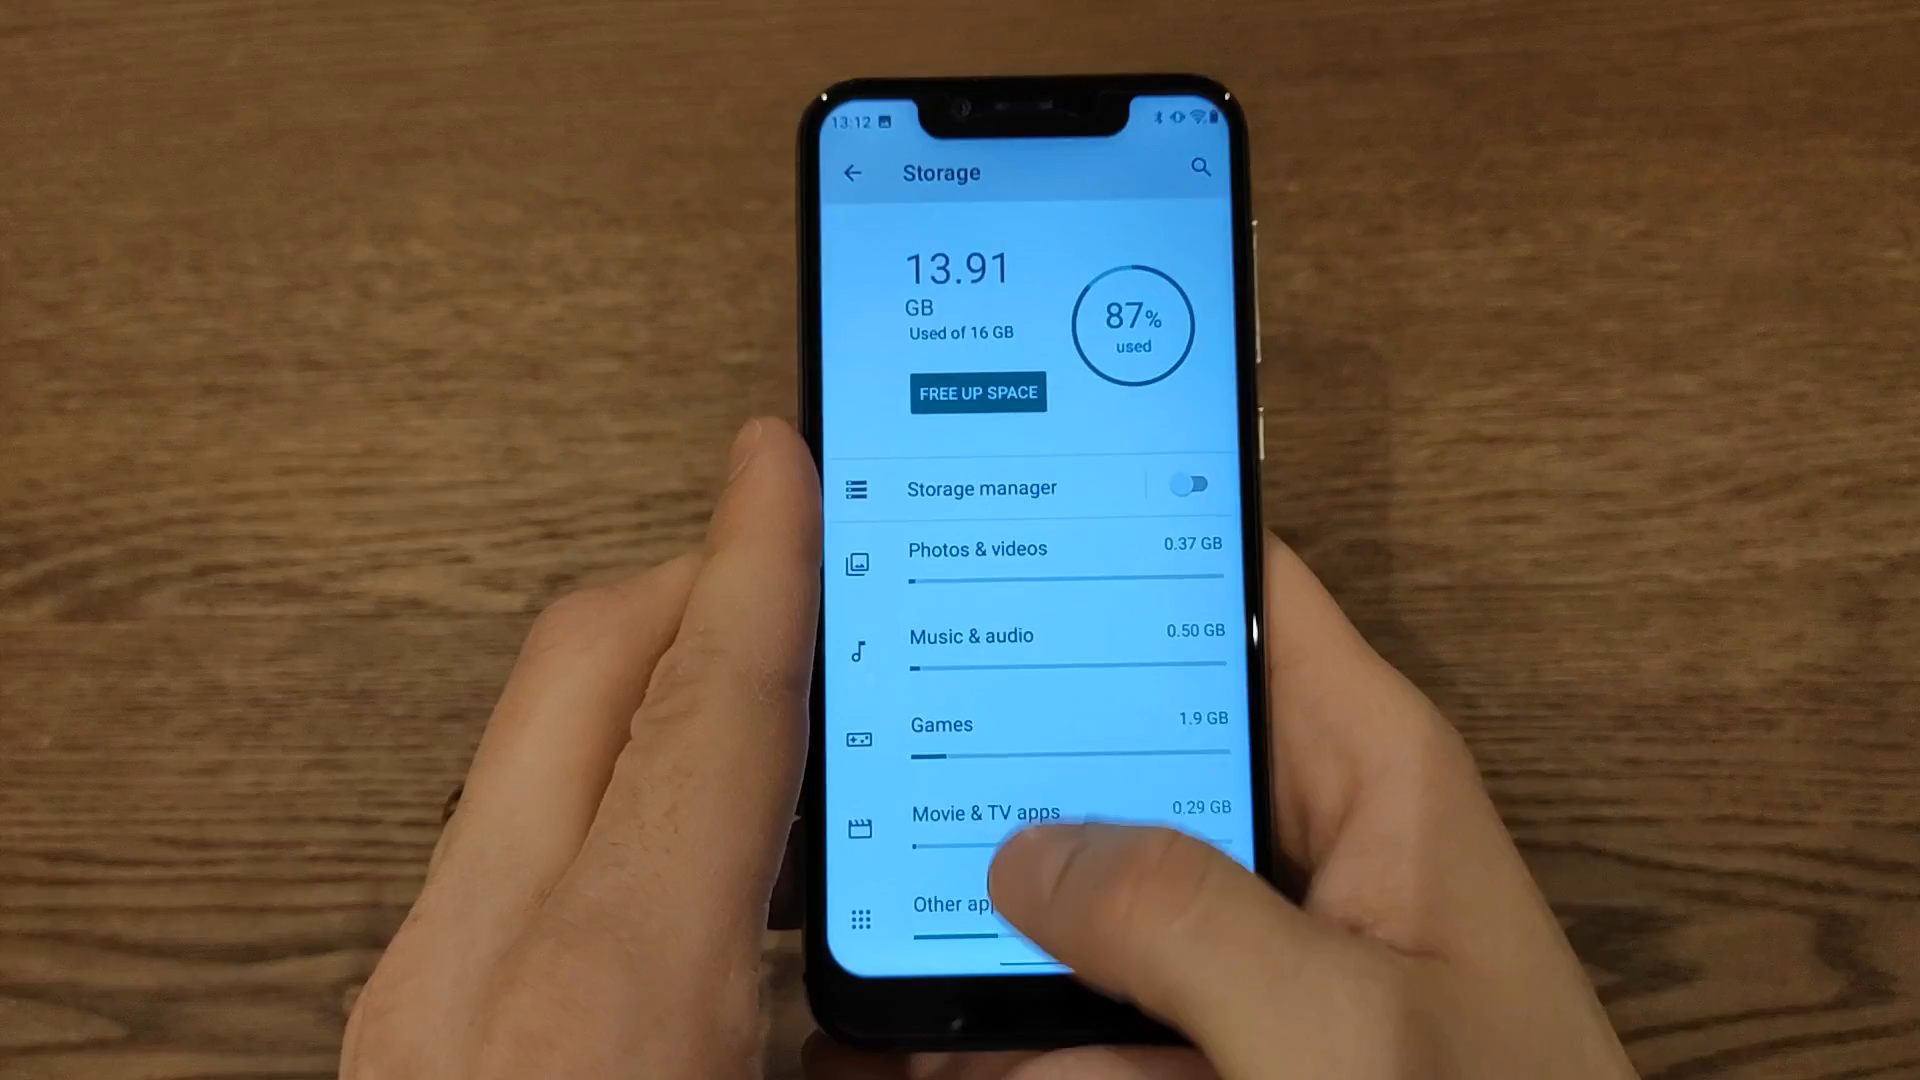 13:12
Storage
13.91
GB
Used of 16 GB
87%
used
FREE UP SPACE
Storage manager
Photos & videos 0.37 GB
Music & audio 0.50 GB
Games 1.9 GB
Movie & TV apps 0.29 GB
Other